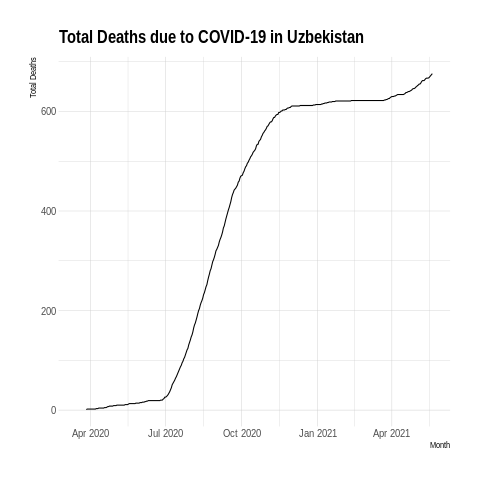 Total Deaths due to COVID-19 in Uzbekistan
Total Deaths
600
400
200
0
Apr 2020 Jul 2020 Oct 2020 Jan 2021 Apr 2021
Month